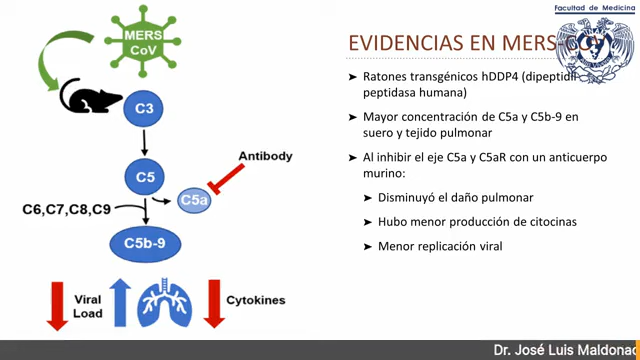 Facultad de Medicina
EVIDENCIAS EN MERS-COV
MERS
CoV
C3
C5
Antibody
C5a
C6,C7,C8,C9
C5b-9
Viral
Load
Cytokines
➤ Ratones transgénicos hDDP4 (dipeptidil
peptidasa humana)
➤ Mayor concentración de C5a y C5b-9 en
suero y tejido pulmonar
➤ Al inhibir el eje C5a y C5aR con un anticuerpo
murino:
➤ Disminuyó el daño pulmonar
➤ Hubo menor producción de citocinas
➤ Menor replicación viral
Dr. José Luis Maldonad